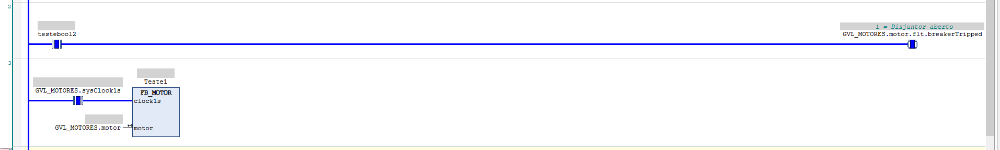 2
1 = Disjuntor aberto
testebool2
GVL_MOTORES.motor.flt.breakerTripped
3
Teste1
GVL_MOTORES.sysClock1s
FB_MOTOR
clock1s
GVL_MOTORES.motor
motor